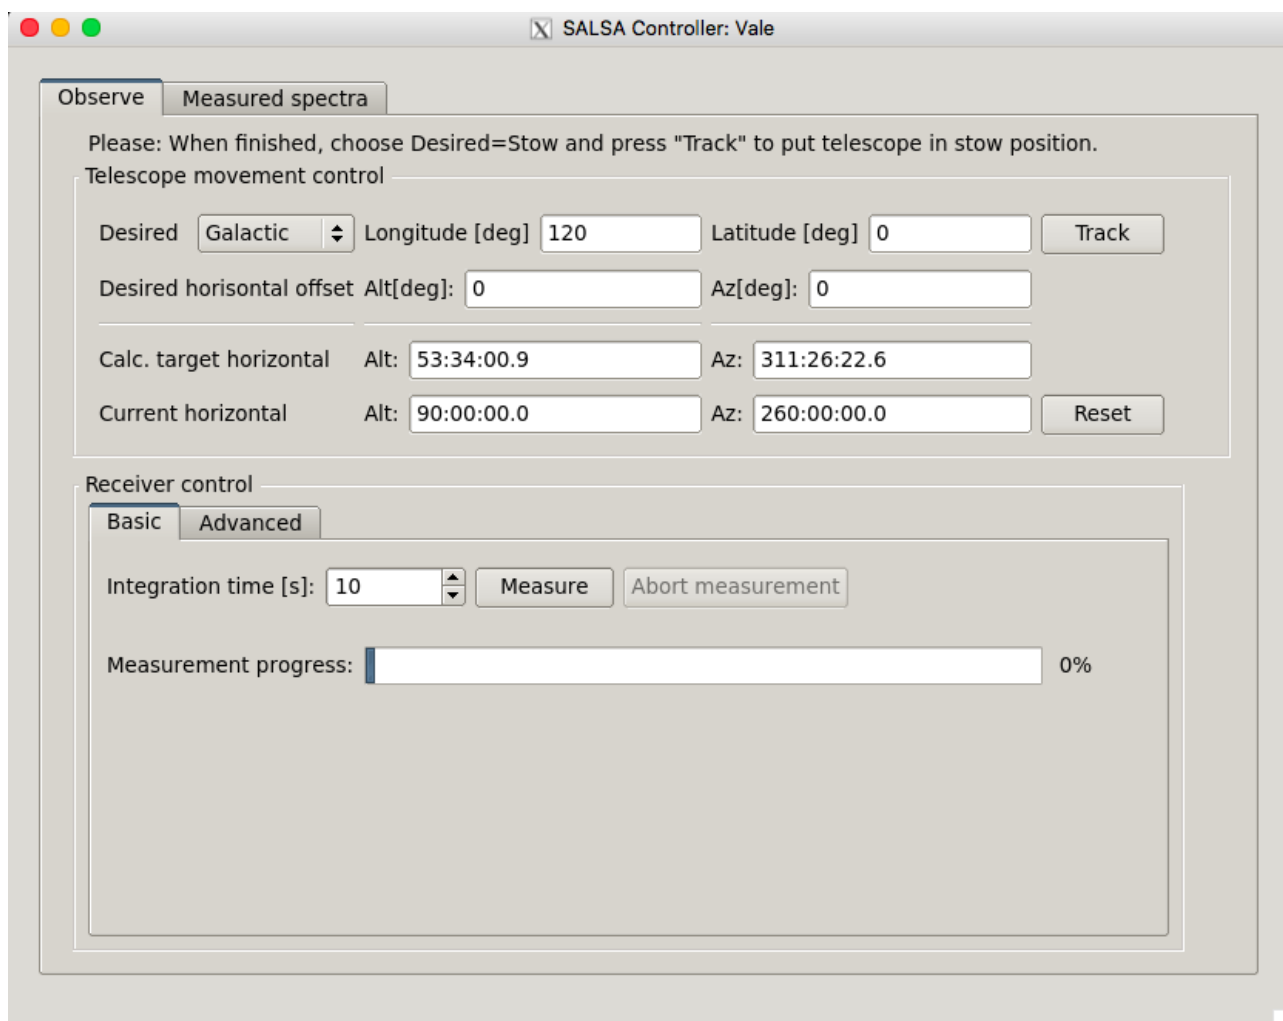 SALSA Controller: Vale
Observe Measured spectra
Please: When finished, choose Desired=Stow and press "Track" to put telescope in stow position.
Telescope movement control
Desired Galactic Longitude [deg] 120 Latitude [deg] 0 Track
Desired horisontal offset Alt[deg]: 0 Az[deg]: 0
Calc. target horizontal Alt: 53:34:00.9 Az: 311:26:22.6
Current horizontal Alt: 90:00:00.0 Az: 260:00:00.0 Reset
Receiver control
Basic Advanced
Integration time [s]: 10 Measure Abort measurement
Measurement progress: 0%